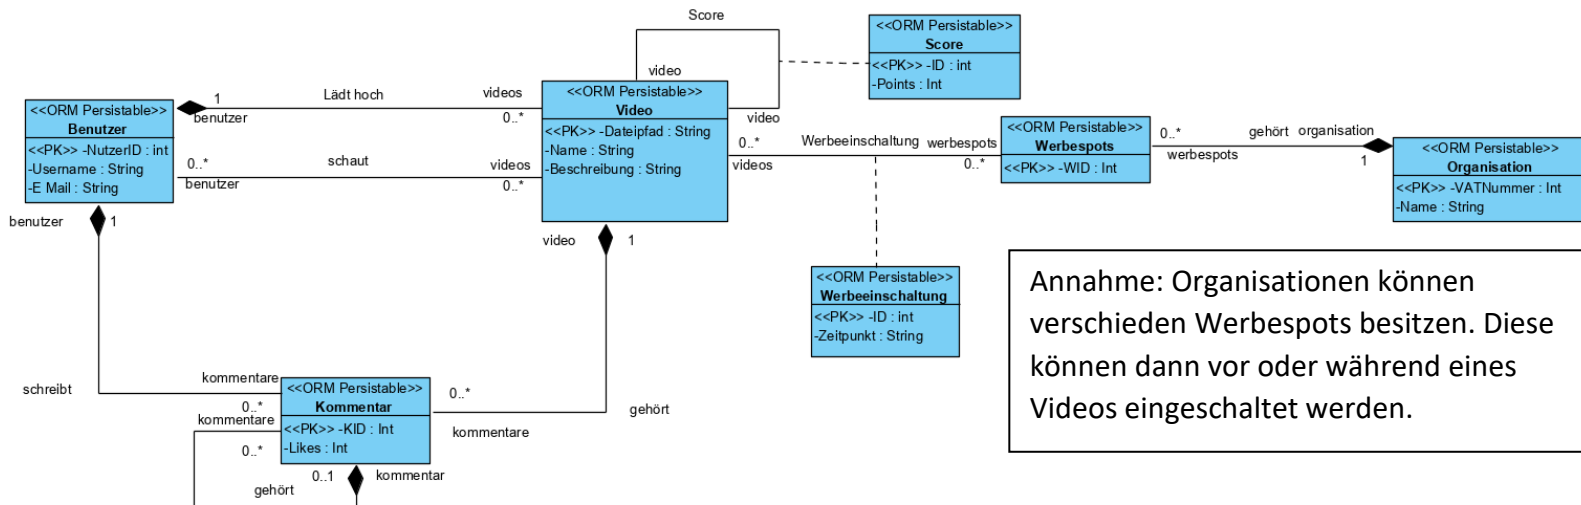 Score
<<ORM Persistable>>
Score
<<PK>> -ID : int
-Points : Int
video
video
<<ORM Persistable>>
Benutzer
<<PK>> -NutzerID : int
-Username : String
-E Mail : String
1
benutzer
Lädt hoch
videos
0..*
0..*
benutzer
schaut
videos
0..*
<<ORM Persistable>>
Video
<<PK>> -Dateipfad : String
-Name : String
-Beschreibung : String
0..*
videos
Werbeeinschaltung
werbespots
0..*
<<ORM Persistable>>
Werbespots
<<PK>> -WID : Int
0..*
werbespots
gehört
organisation
1
<<ORM Persistable>>
Organisation
<<PK>> -VATNummer : Int
-Name : String
benutzer
1
video
1
<<ORM Persistable>>
Werbeeinschaltung
<<PK>> -ID : int
-Zeitpunkt : String
Annahme: Organisationen können
verschieden Werbespots besitzen. Diese
können dann vor oder während eines
Videos eingeschaltet werden.
schreibt
kommentare
0..*
kommentare
0..*
<<ORM Persistable>>
Kommentar
<<PK>> -KID : Int
-Likes : Int
0..*
kommentare
gehört
0..1
kommentar
gehört